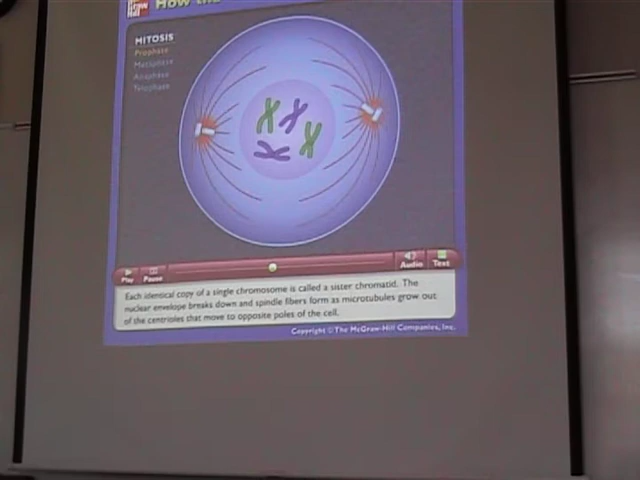 Graw
Hill
How the
MITOSIS
Prophase
Metaphase
Anaphase
Telophase
Play Pause Audio Text
Each identical copy of a single chromosome is called a sister chromatid. The
nuclear envelope breaks down and spindle fibers form as microtubules grow out
of the centrioles that move to opposite poles of the cell.
Copyright © The McGraw-Hill Companies, Inc.